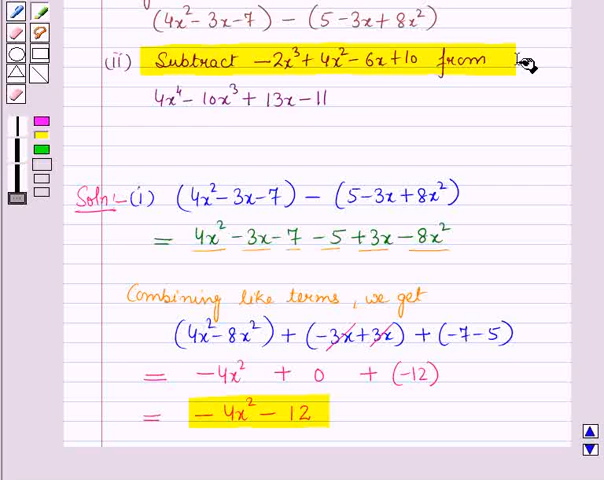 (4x² - 3x - 7) - (5 - 3x + 8x²)
(ii) Subtract -2x³ + 4x² - 6x + 10 from
4x⁴ - 10x³ + 13x - 11
Soln:- (i) (4x² - 3x - 7) - (5 - 3x + 8x²)
= 4x² - 3x - 7 - 5 + 3x - 8x²
Combining like terms, we get
(4x² - 8x²) + (-3x + 3x) + (-7 - 5)
= -4x² + 0 + (-12)
= -4x² - 12